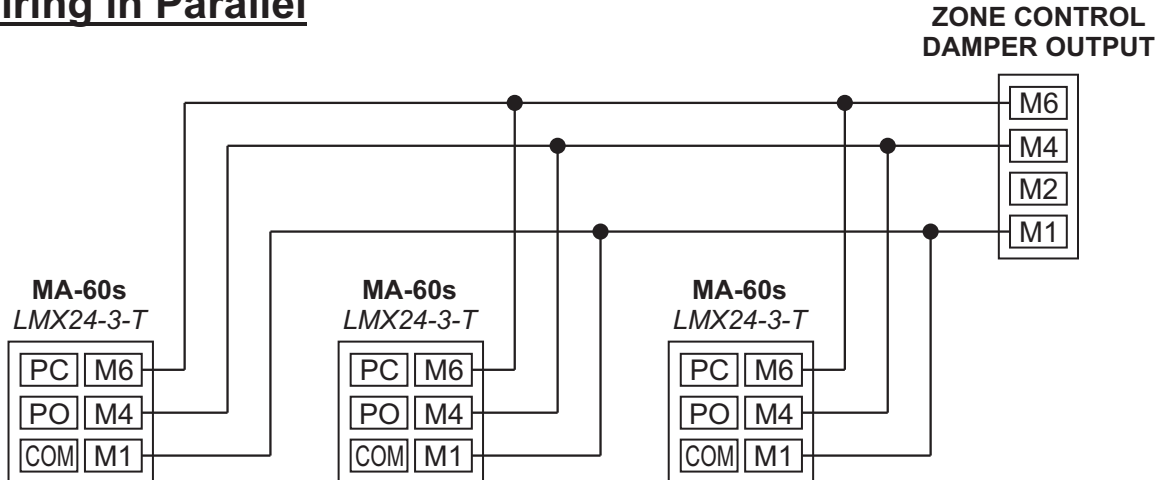 in Parallel
ZONE CONTROL
DAMPER OUTPUT
M6
M4
M2
M1
MA-60s
LMX24-3-T
PC M6
PO M4
COM M1
MA-60s
LMX24-3-T
PC M6
PO M4
COM M1
MA-60s
LMX24-3-T
PC M6
PO M4
COM M1